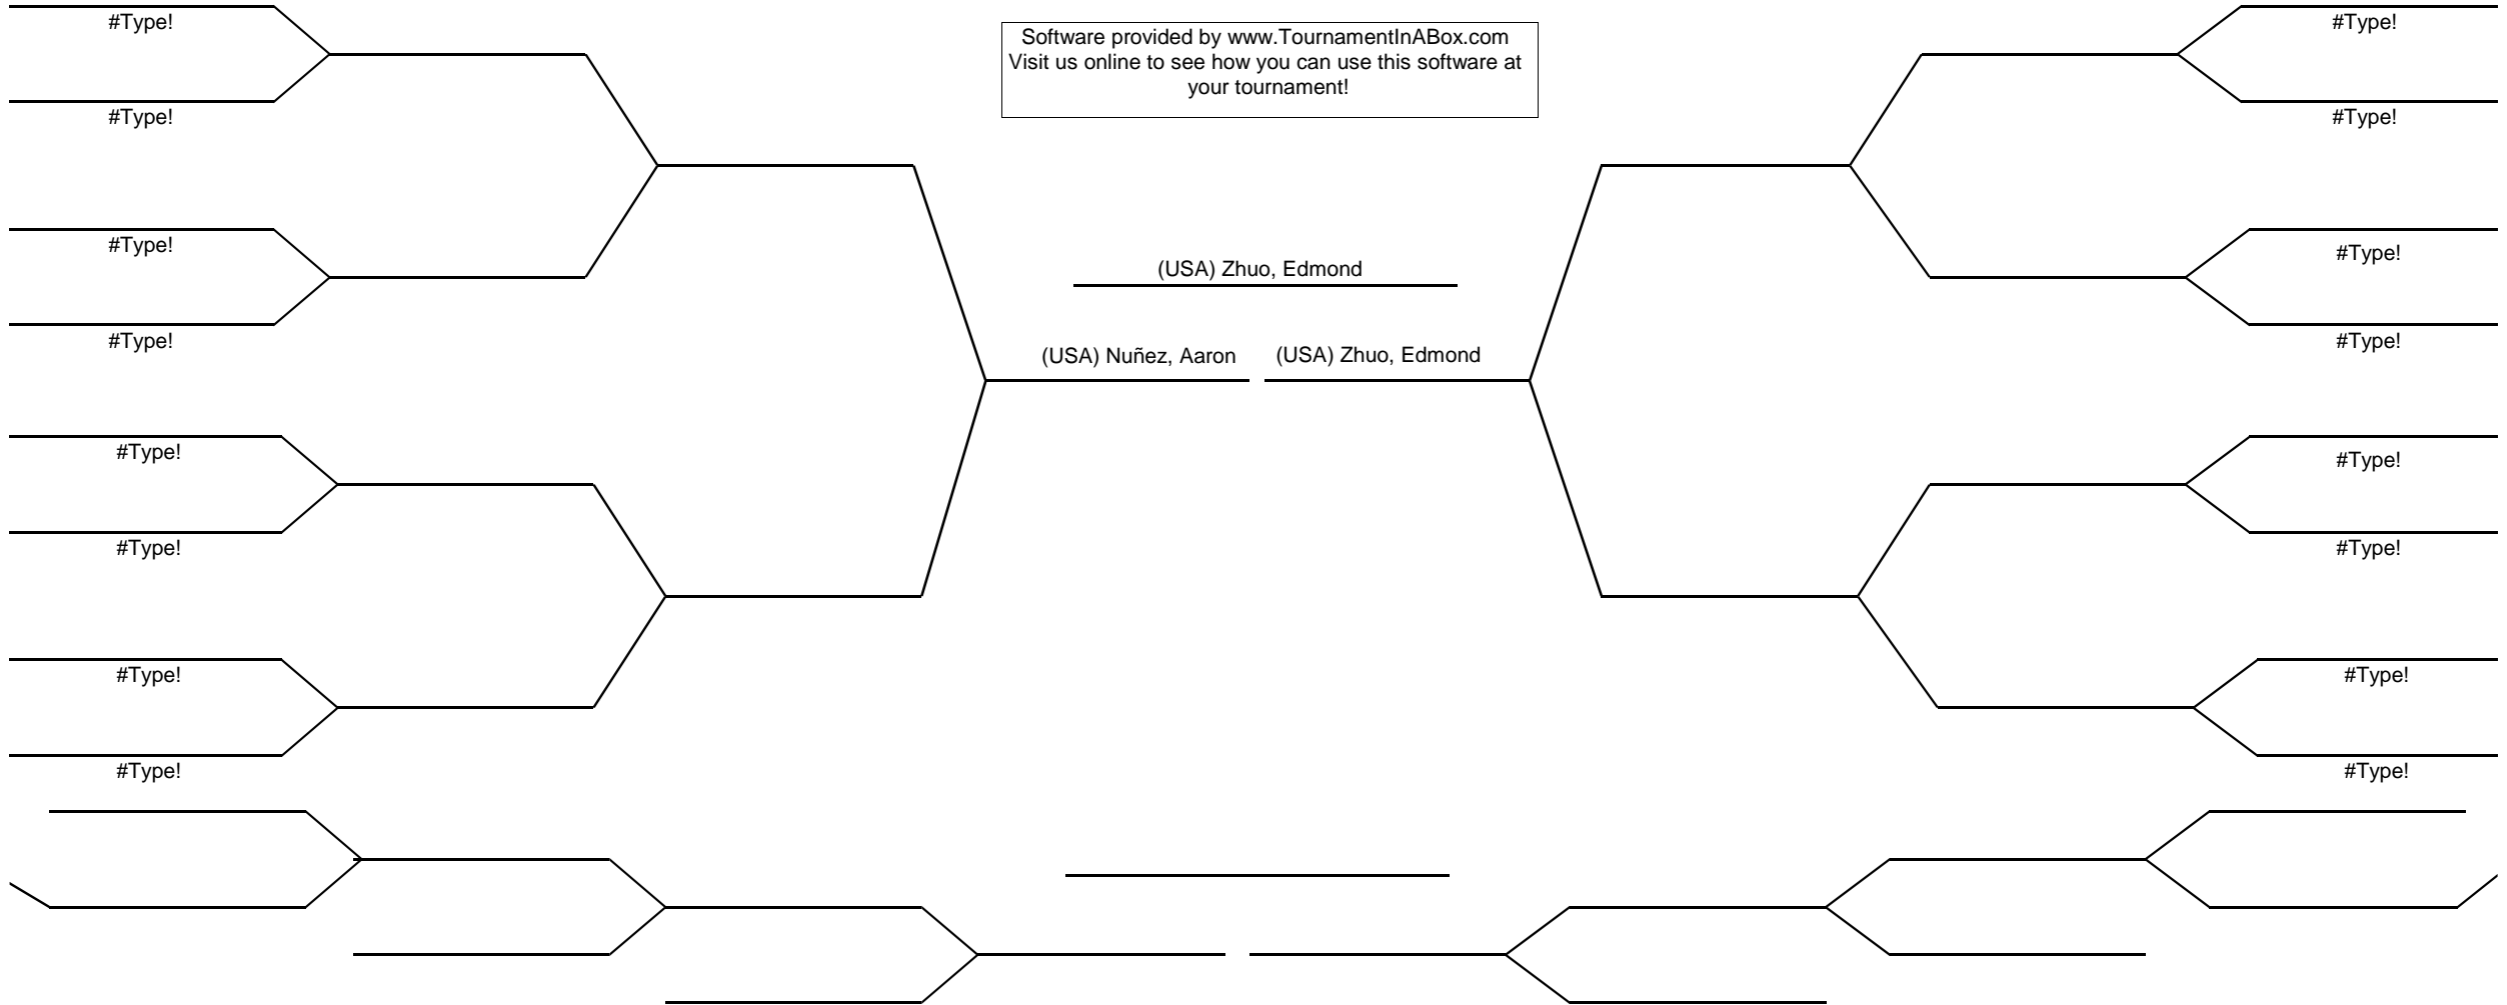 #Type!
#Type!
Software provided by www.TournamentInABox.com
Visit us online to see how you can use this software at
your tournament!
#Type!
#Type!
#Type!
#Type!
(USA) Zhuo, Edmond
#Type!
#Type!
(USA) Nuñez, Aaron
(USA) Zhuo, Edmond
#Type!
#Type!
#Type!
#Type!
#Type!
#Type!
#Type!
#Type!